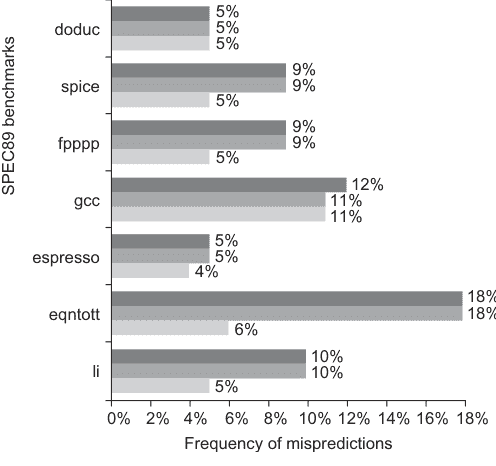 SPEC89 benchmarks
doduc
5%
5%
5%
spice
9%
9%
5%
fpppp
9%
9%
5%
gcc
12%
11%
11%
espresso
5%
5%
4%
eqntott
18%
18%
6%
li
10%
10%
5%
0% 2% 4% 6% 8% 10% 12% 14% 16% 18%
Frequency of mispredictions